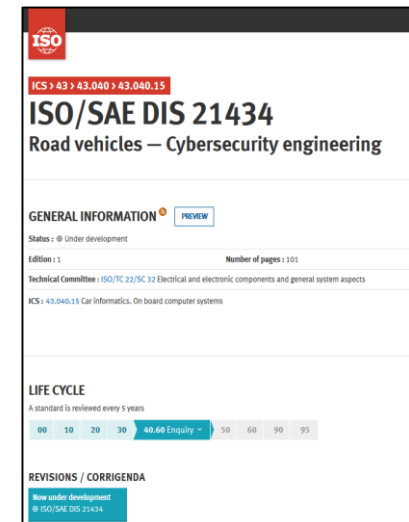 ISO
ICS > 43 > 43.040 > 43.040.15
ISO/SAE DIS 21434
Road vehicles — Cybersecurity engineering
GENERAL INFORMATION PREVIEW
Status : Under development
Edition : 1 Number of pages : 101
Technical Committee : ISO/TC 22/SC 32 Electrical and electronic components and general system aspects
ICS : 43.040.15 Car informatics. On board computer systems
LIFE CYCLE
A standard is reviewed every 5 years
00 10 20 30 40.60 Enquiry 50 60 90 95
REVISIONS / CORRIGENDA
Now under development
ISO/SAE DIS 21434